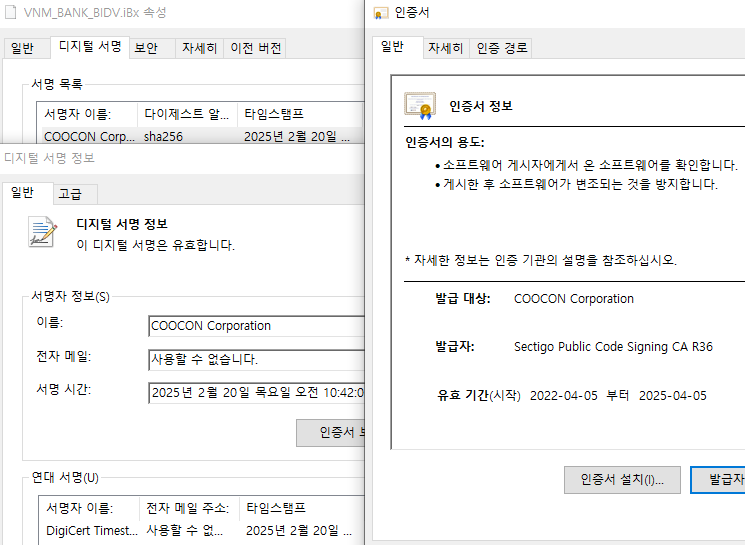 VNM_BANK_BIDV.iBx 속성
일반 디지털 서명 보안 자세히 이전 버전
서명 목록
서명자 이름: 다이제스트 알... 타임스탬프
COOCON Corp... sha256 2025년 2월 20일 ...
디지털 서명 정보
일반 고급
디지털 서명 정보
이 디지털 서명은 유효합니다.
서명자 정보(S)
이름: COOCON Corporation
전자 메일: 사용할 수 없습니다.
서명 시간: 2025년 2월 20일 목요일 오전 10:42:0
인증서 보
연대 서명(U)
서명자 이름: 전자 메일 주소: 타임스탬프
DigiCert Timest... 사용할 수 없... 2025년 2월 20일 ...
인증서
일반 자세히 인증 경로
인증서 정보
인증서의 용도:
• 소프트웨어 게시자에게서 온 소프트웨어를 확인합니다.
• 게시한 후 소프트웨어가 변조되는 것을 방지합니다.
* 자세한 정보는 인증 기관의 설명을 참조하십시오.
발급 대상: COOCON Corporation
발급자: Sectigo Public Code Signing CA R36
유효 기간(시작) 2022-04-05 부터 2025-04-05
인증서 설치(I)... 발급자